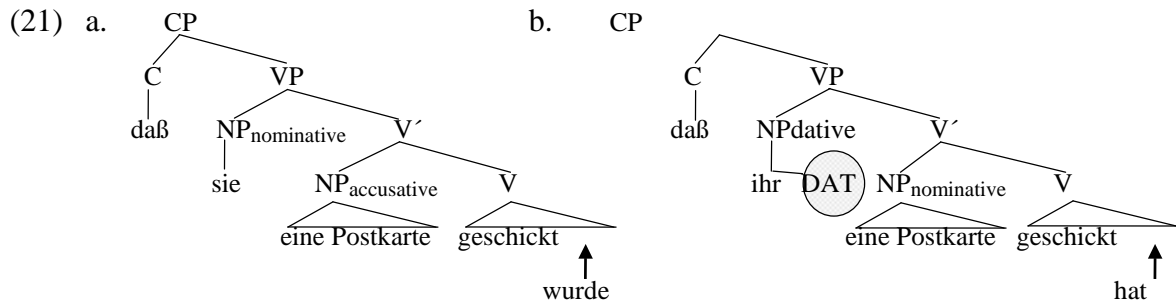 (21) a. CP b. CP
C VP C VP
daß NPnominative V´ daß NPdative V´
sie NPaccusative V ihr DAT NPnominative V
eine Postkarte geschickt eine Postkarte geschickt
wurde hat